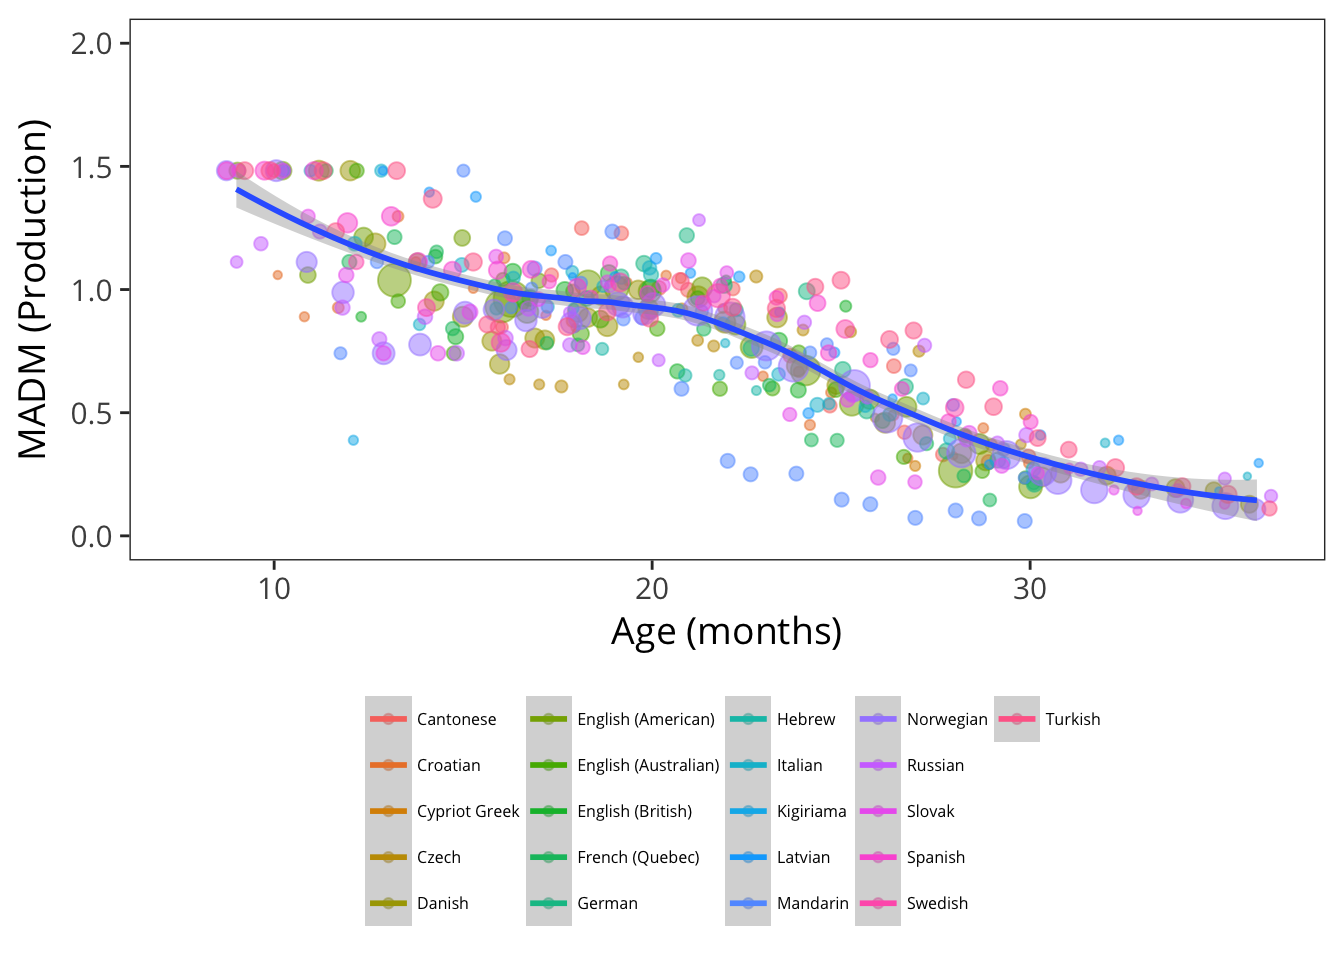 MADM (Production)
2.0
1.5
1.0
0.5
0.0
10 20 30
Age (months)
Cantonese English (American) Hebrew Norwegian Turkish
Croatian English (Australian) Italian Russian
Cypriot Greek English (British) Kigiriama Slovak
Czech French (Quebec) Latvian Spanish
Danish German Mandarin Swedish